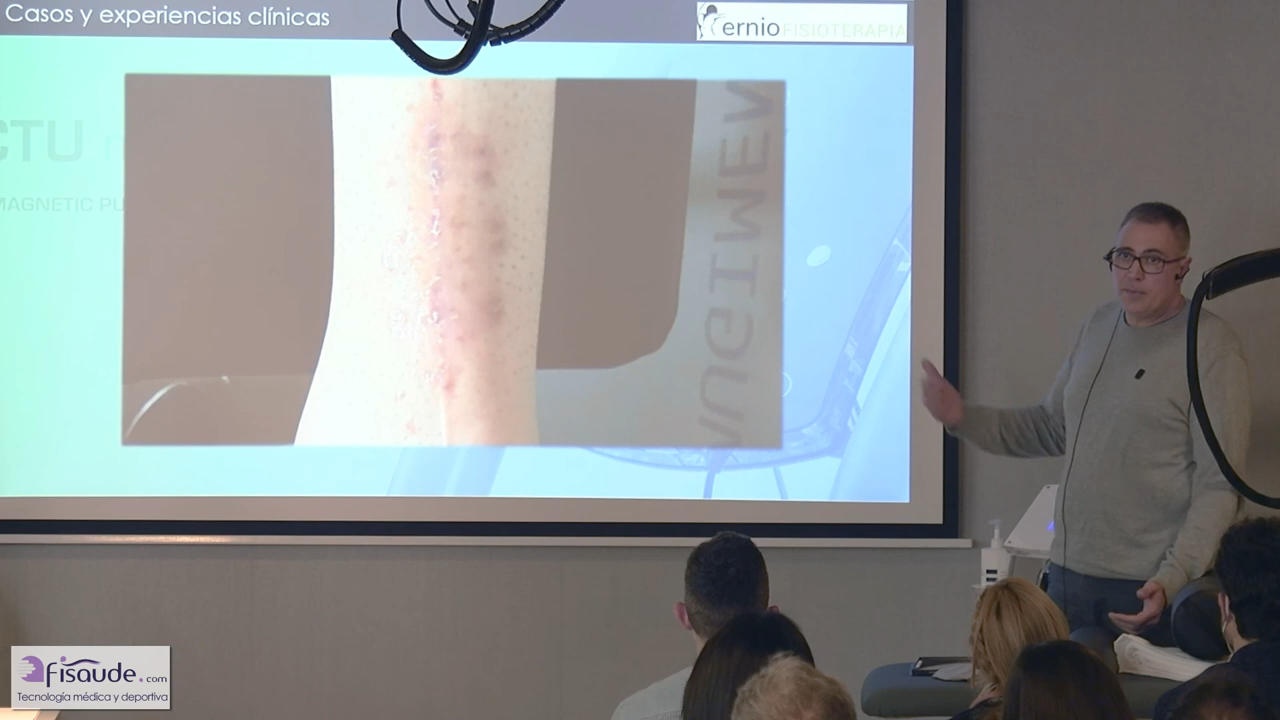 Casos y experiencias clínicas
ernio FISIOTERAPIA
CTU
MAGNETIC PU
fisaude.com
Tecnología médica y deportiva